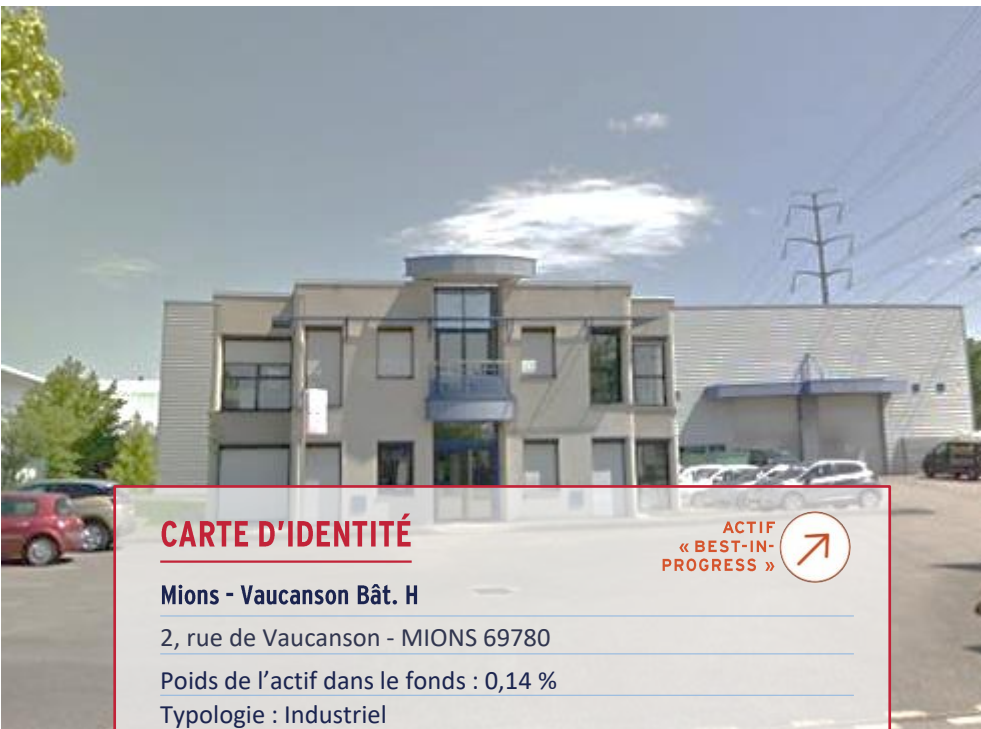 CARTE D'IDENTITÉ
ACTIF
« BEST-IN-
PROGRESS »
Mions - Vaucanson Bât. H
2, rue de Vaucanson - MIONS 69780
Poids de l’actif dans le fonds : 0,14 %
Typologie : Industriel